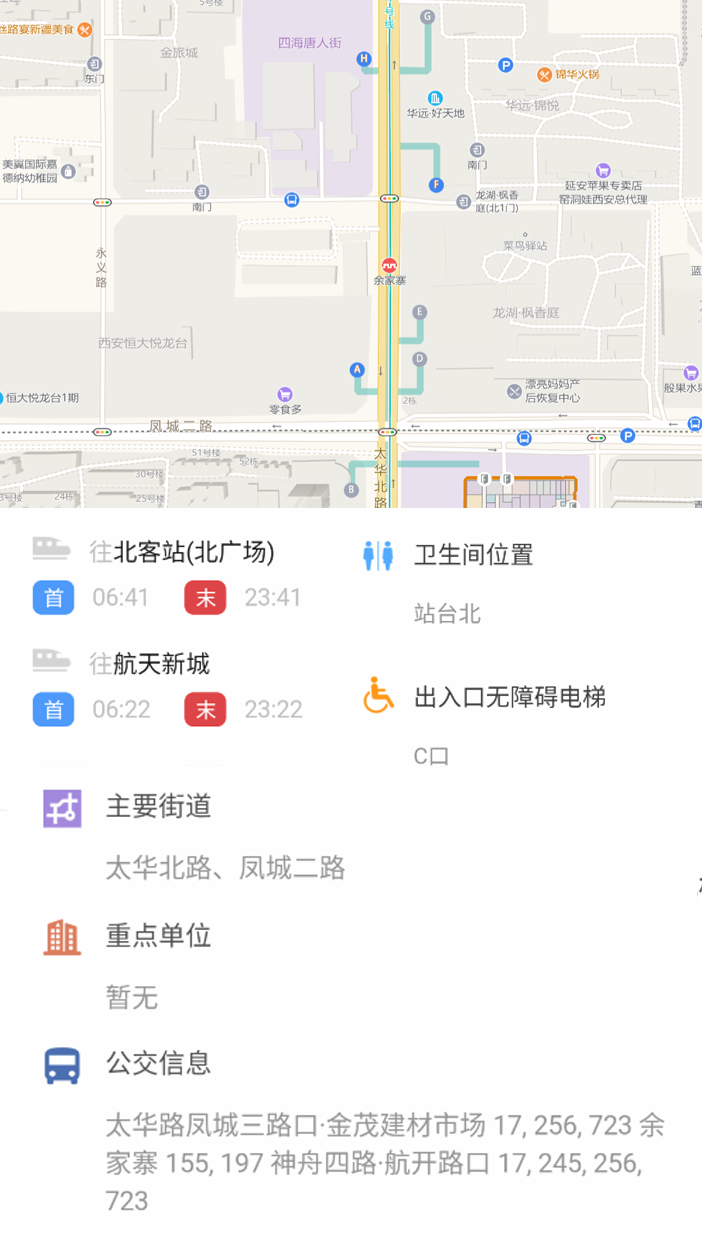 5号楼
号线
G
丝路宴新疆美食
金旅城
四海唐人街
H
P
东门
锦华火锅
华远·好天地
华远·锦悦
美冀国际嘉
德纳幼稚园
南门
F
延安苹果专卖店
窑洞娃西安总代理
南门
龙湖·枫香
庭(北1门)
永义路
菜鸟驿站
余家寨
蓝
西安恒大悦龙台
E
龙湖·枫香庭
A
D
恒大悦龙台1期
零食多
2栋
漂亮妈妈产
后恢复中心
般果水果
凤城二路
P
太华北路
51号楼
52栋
30号楼
24栋
25号楼
B
往北客站(北广场)
首 06:41 末 23:41
往航天新城
首 06:22 末 23:22
卫生间位置
站台北
出入口无障碍电梯
C口
主要街道
太华北路、凤城二路
重点单位
暂无
公交信息
太华路凤城三路口·金茂建材市场 17, 256, 723 余
家寨 155, 197 神舟四路·航开路口 17, 245, 256,
723